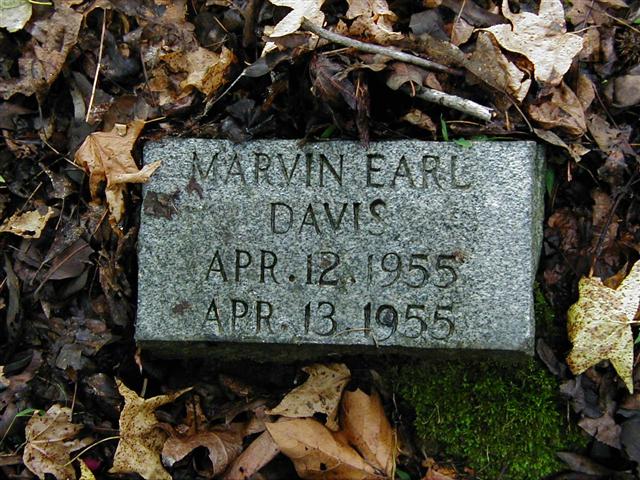 MARVIN EARL
DAVIS
APR. 12. 1955
APR. 13 1955